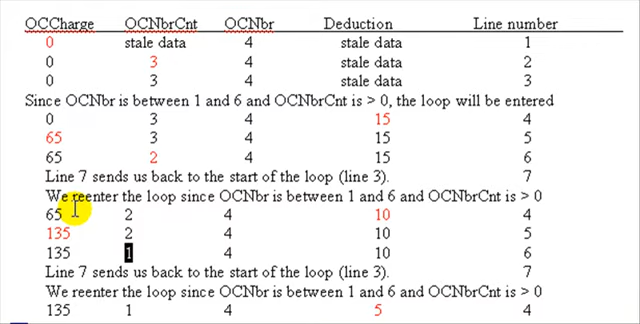 OCCharge OCNbrCnt OCNbr Deduction Line number
0 stale data 4 stale data 1
0 3 4 stale data 2
0 3 4 stale data 3
Since OCNbr is between 1 and 6 and OCNbrCnt is > 0, the loop will be entered
0 3 4 15 4
65 3 4 15 5
65 2 4 15 6
Line 7 sends us back to the start of the loop (line 3). 7
We reenter the loop since OCNbr is between 1 and 6 and OCNbrCnt is > 0
65 2 4 10 4
135 2 4 10 5
135 1 4 10 6
Line 7 sends us back to the start of the loop (line 3). 7
We reenter the loop since OCNbr is between 1 and 6 and OCNbrCnt is > 0
135 1 4 5 4